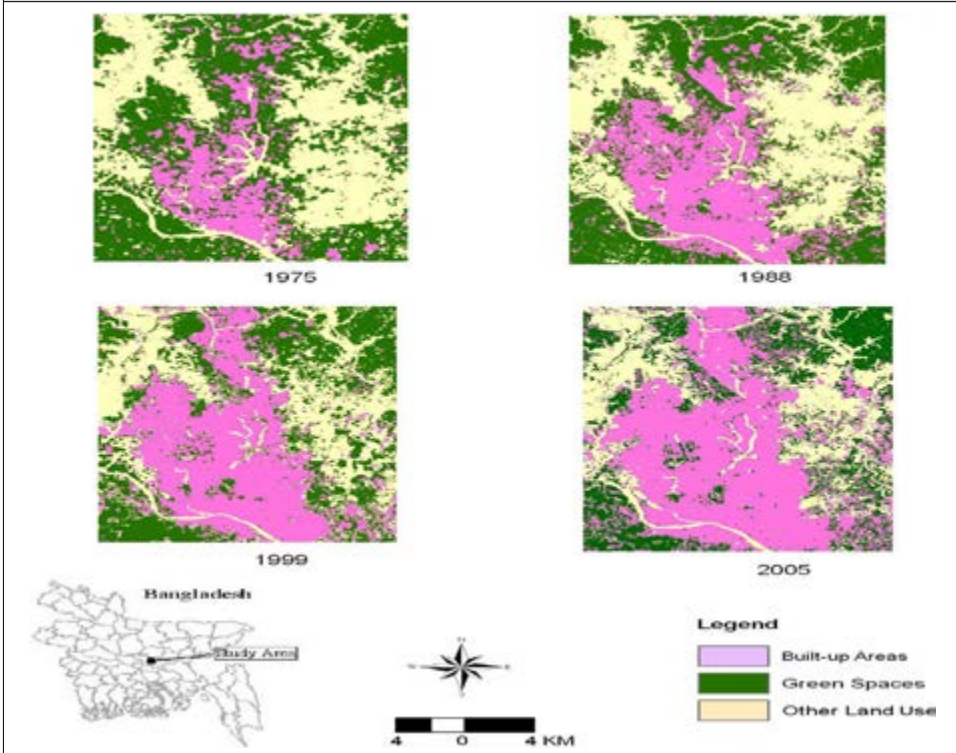 1975
1988
1999
2005
Bangladesh
Study Area
N
W
E
S
Legend
Built-up Areas
Green Spaces
Other Land Use
4 0 4 KM